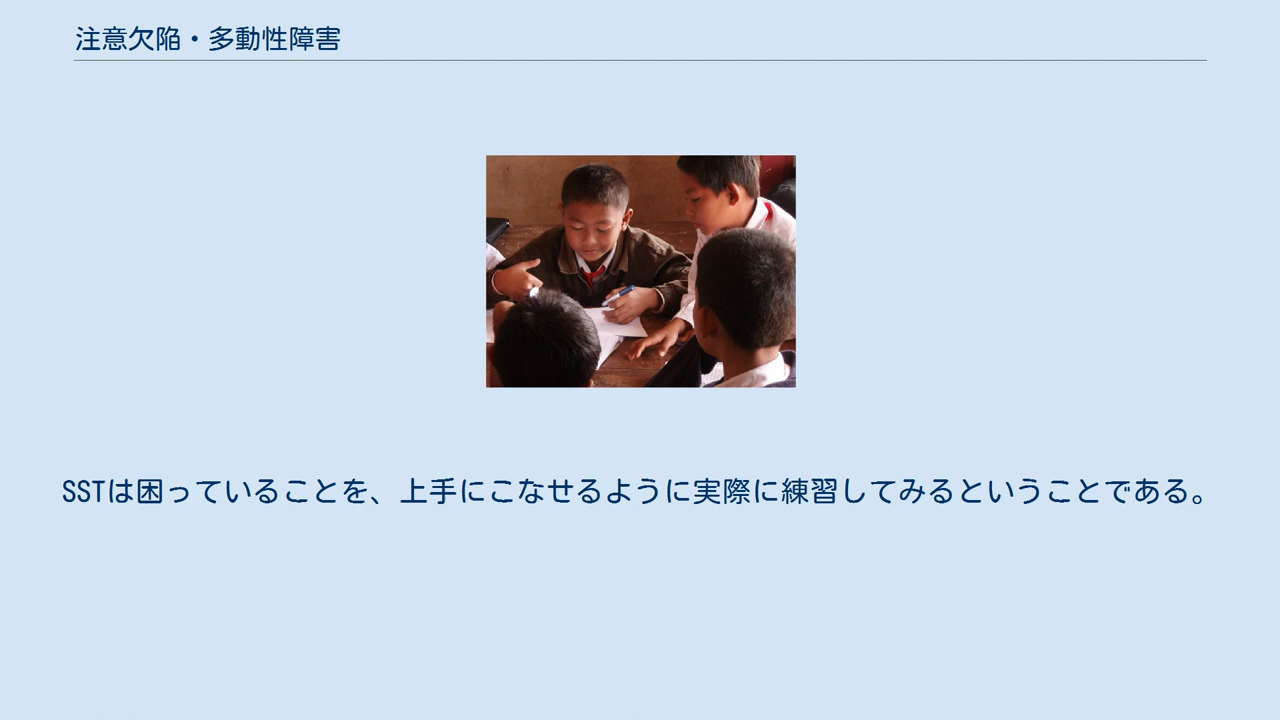 注意欠陥・多動性障害
SSTは困っていることを、上手にこなせるように実際に練習してみるということである。